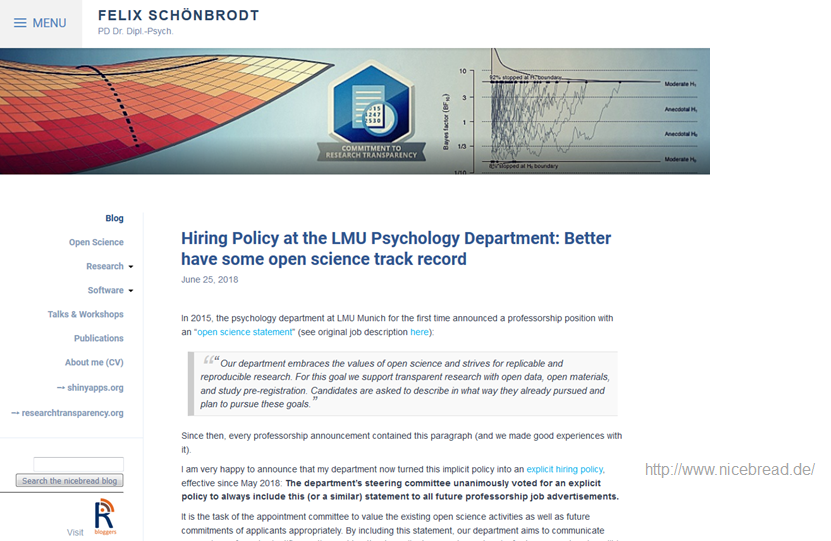 MENU
FELIX SCHÖNBRODT
PD Dr. Dipl.-Psych.
COMMITMENT TO
RESEARCH TRANSPARENCY
Bayes factor (BF10)
10
3
1
1/3
1/10
92% stopped at H1 boundary
Moderate H1
Anecdotal H1
Anecdotal H0
Moderate H0
stopped at H0 boundary
Blog
Open Science
Research
Software
Talks & Workshops
Publications
About me (CV)
→ shinyapps.org
→ researchtransparency.org
Search the nicebread blog
Visit
R
bloggers
Hiring Policy at the LMU Psychology Department: Better
have some open science track record
June 25, 2018
In 2015, the psychology department at LMU Munich for the first time announced a professorship position with
an “open science statement” (see original job description here):
“ Our department embraces the values of open science and strives for replicable and
reproducible research. For this goal we support transparent research with open data, open materials,
and study pre-registration. Candidates are asked to describe in what way they already pursued and
plan to pursue these goals. ”
Since then, every professorship announcement contained this paragraph (and we made good experiences with
it).
I am very happy to announce that my department now turned this implicit policy into an explicit hiring policy,
effective since May 2018: The department’s steering committee unanimously voted for an explicit
policy to always include this (or a similar) statement to all future professorship job advertisements.
It is the task of the appointment committee to value the existing open science activities as well as future
commitments of applicants appropriately. By including this statement, our department aims to communicate
http://www.nicebread.de/